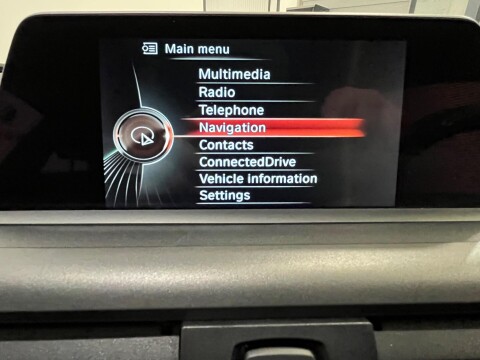 Main menu
Multimedia
Radio
Telephone
Navigation
Contacts
ConnectedDrive
Vehicle information
Settings